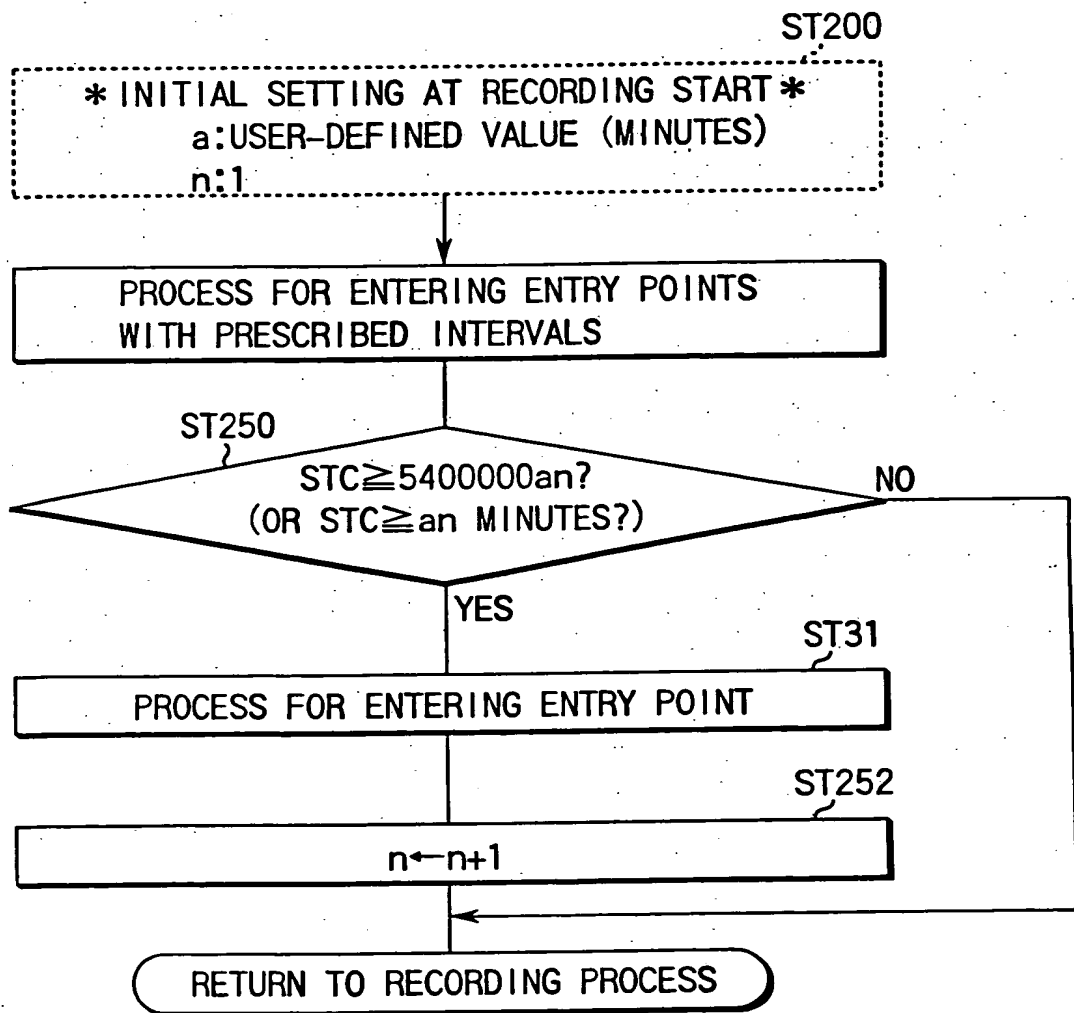 ST200
* INITIAL SETTING AT RECORDING START *
a:USER-DEFINED VALUE (MINUTES)
n:1
PROCESS FOR ENTERING ENTRY POINTS
WITH PRESCRIBED INTERVALS
ST250
STC≧5400000an?
(OR STC≧an MINUTES?)
NO
YES
ST31
PROCESS FOR ENTERING ENTRY POINT
ST252
n←n+1
RETURN TO RECORDING PROCESS